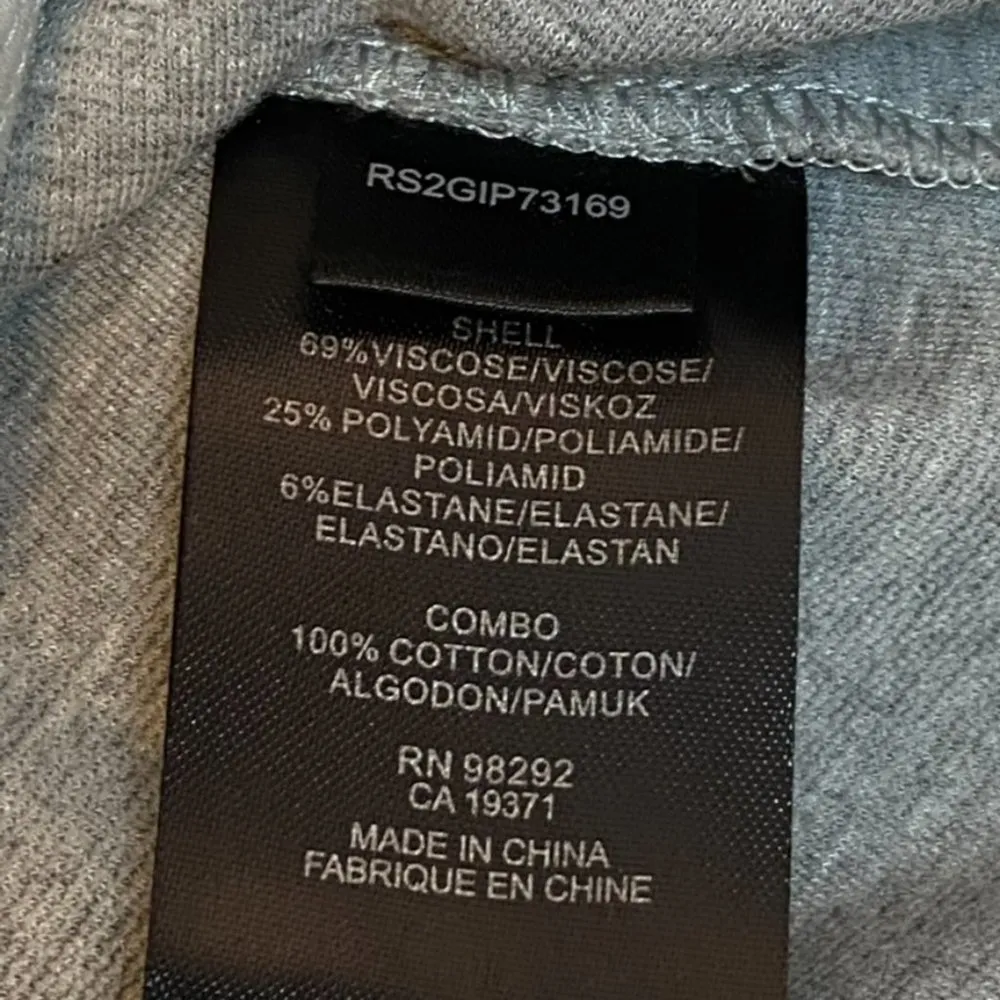 RS2GIP73169
SHELL
69%VISCOSE/VISCOSE/
VISCOSA/VISKOZ
25% POLYAMID/POLIAMIDE/
POLIAMID
6%ELASTANE/ELASTANE/
ELASTANO/ELASTAN
COMBO
100% COTTON/COTON/
ALGODON/PAMUK
RN 98292
CA 19371
MADE IN CHINA
FABRIQUE EN CHINE